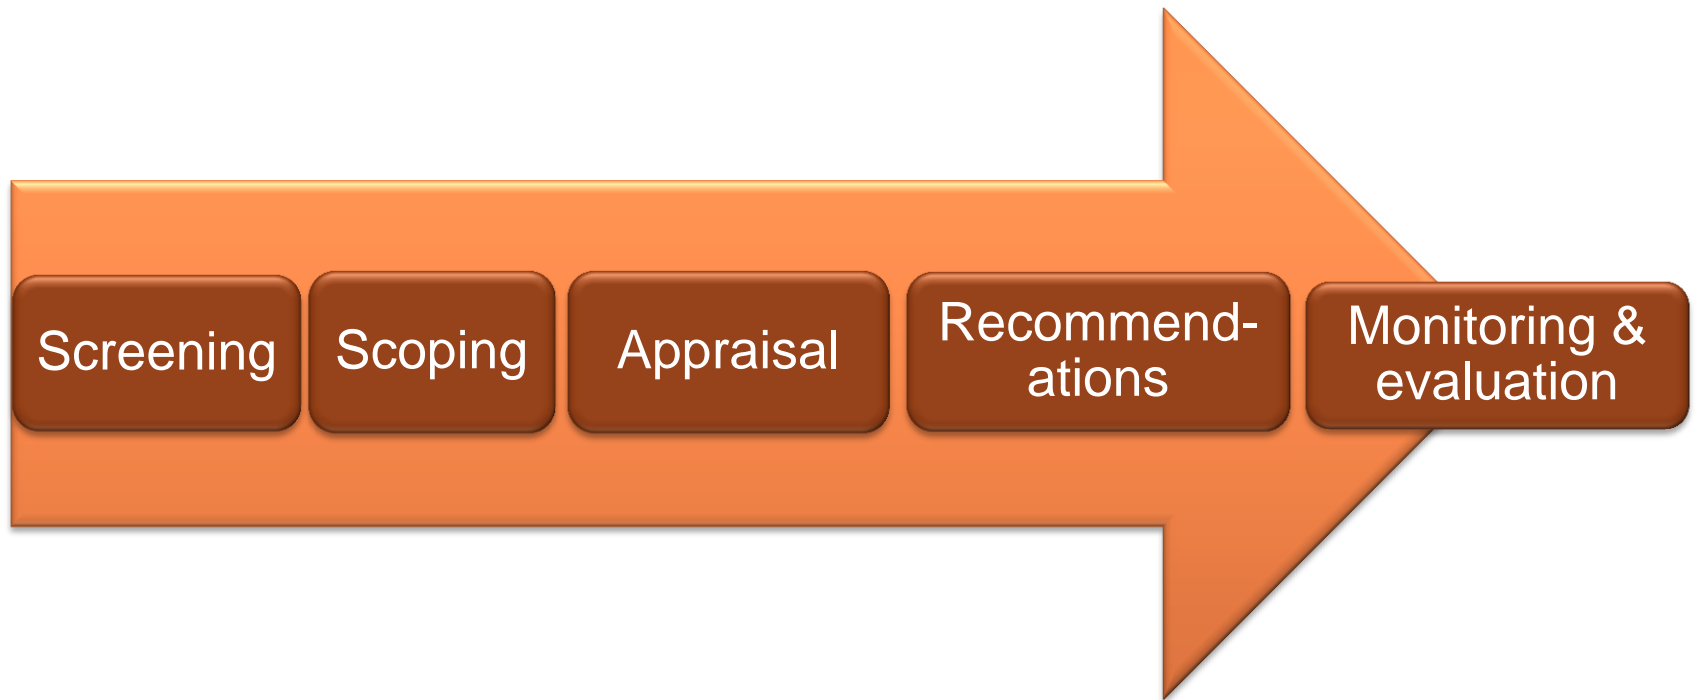 Screening
Scoping
Appraisal
Recommend-
ations
Monitoring &
evaluation